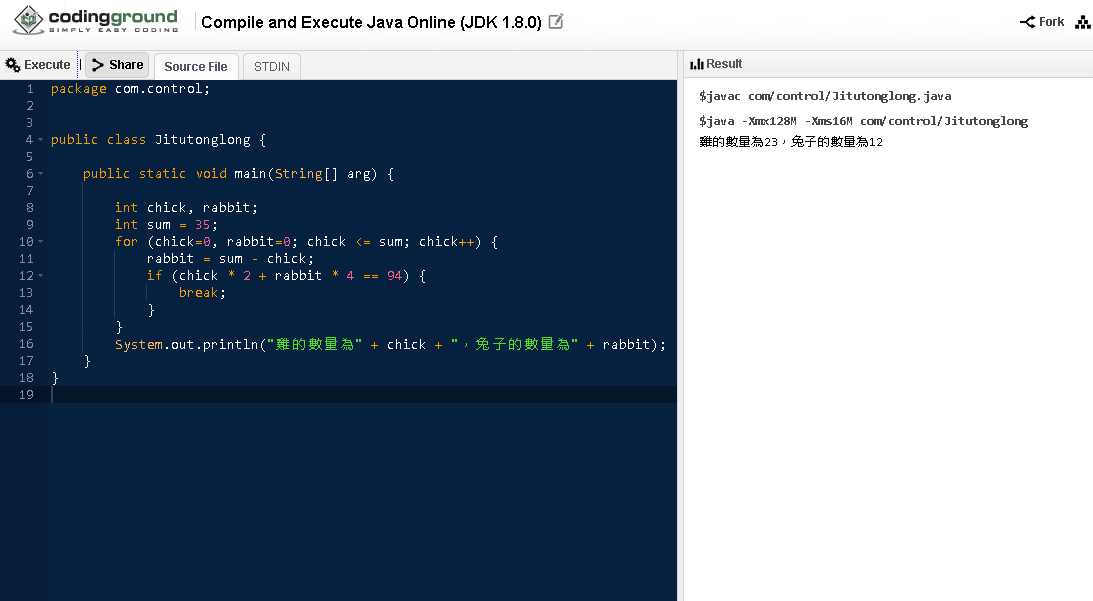 codingground
SIMPLY EASY CODING
Compile and Execute Java Online (JDK 1.8.0)
Fork
Execute
Share
Source File
STDIN
1 package com.control;
2
3
4 public class Jitutonglong {
5
6 public static void main(String[] arg) {
7
8 int chick, rabbit;
9 int sum = 35;
10 for (chick=0, rabbit=0; chick <= sum; chick++) {
11 rabbit = sum - chick;
12 if (chick * 2 + rabbit * 4 == 94) {
13 break;
14 }
15 }
16 System.out.println("雞的數量為" + chick + "，兔子的數量為" + rabbit);
17 }
18 }
19
Result
$javac com/control/Jitutonglong.java
$java -Xmx128M -Xms16M com/control/Jitutonglong
雞的數量為23，兔子的數量為12